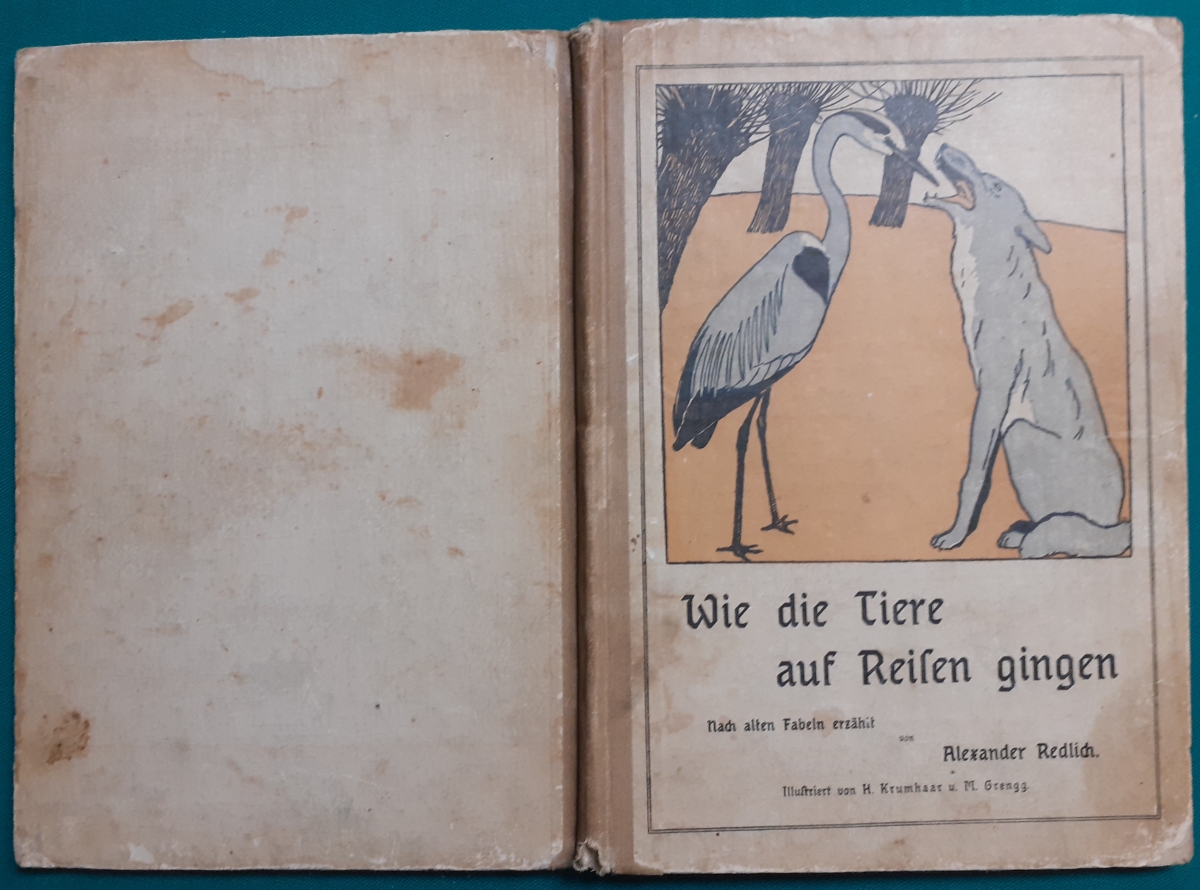 Wie die Tiere
auf Reiſen gingen
Nach alten Fabeln erzählt
von
Alexander Redlich.
Illuſtriert von H. Krumhaar u. M. Grengg.